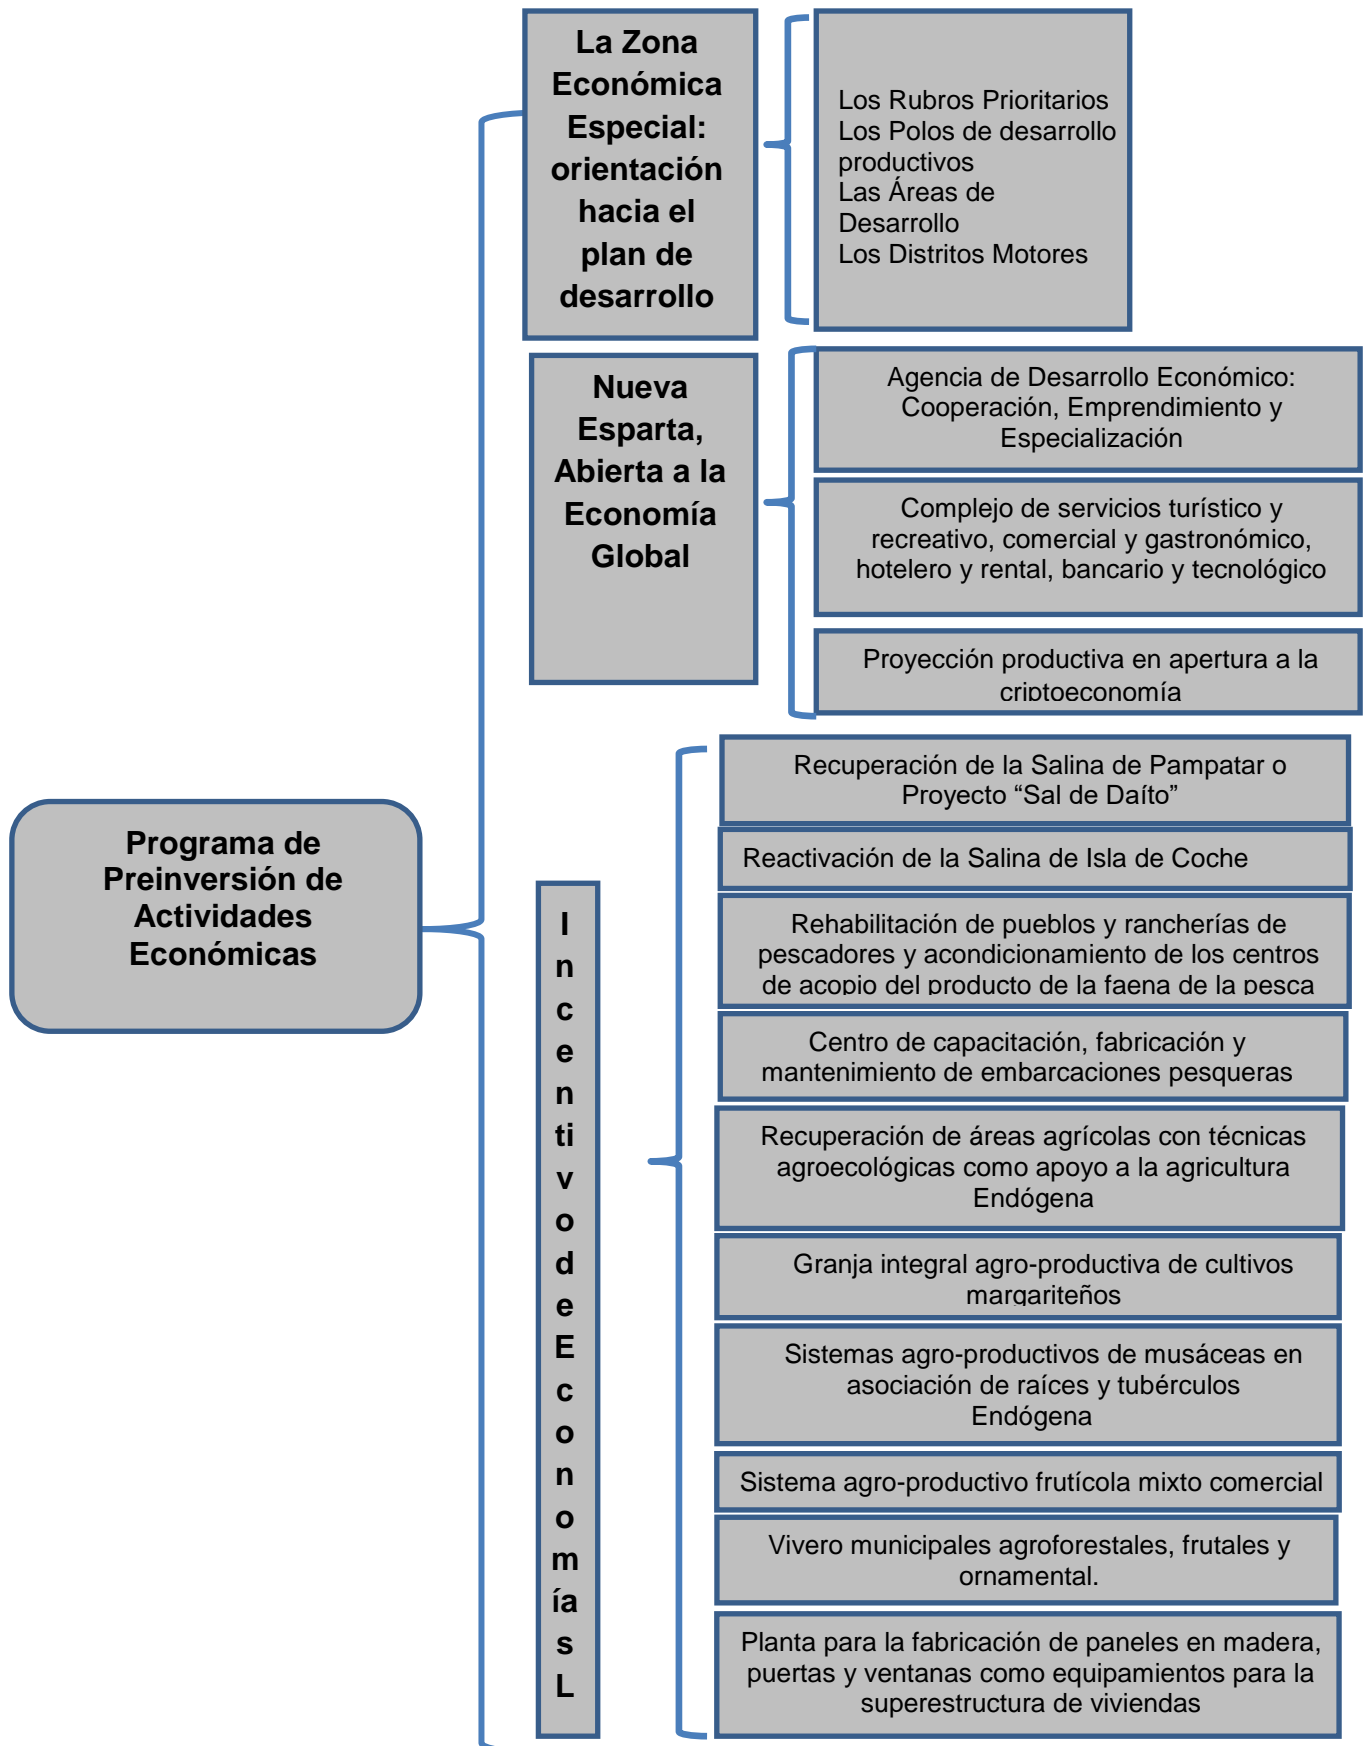 La Zona
Económica
Especial:
orientación
hacia el
plan de
desarrollo
Los Rubros Prioritarios
Los Polos de desarrollo
productivos
Las Áreas de
Desarrollo
Los Distritos Motores
Nueva
Esparta,
Abierta a la
Economía
Global
Agencia de Desarrollo Económico:
Cooperación, Emprendimiento y
Especialización
Complejo de servicios turístico y
recreativo, comercial y gastronómico,
hotelero y rental, bancario y tecnológico
Proyección productiva en apertura a la
criptoeconomía
Programa de
Preinversión de
Actividades
Económicas
I
n
c
e
n
ti
v
o
d
e
E
c
o
n
o
m
ía
s
L
Recuperación de la Salina de Pampatar o
Proyecto “Sal de Daíto”
Reactivación de la Salina de Isla de Coche
Rehabilitación de pueblos y rancherías de
pescadores y acondicionamiento de los centros
de acopio del producto de la faena de la pesca
Centro de capacitación, fabricación y
mantenimiento de embarcaciones pesqueras
Recuperación de áreas agrícolas con técnicas
agroecológicas como apoyo a la agricultura
Endógena
Granja integral agro-productiva de cultivos
margariteños
Sistemas agro-productivos de musáceas en
asociación de raíces y tubérculos
Endógena
Sistema agro-productivo frutícola mixto comercial
Vivero municipales agroforestales, frutales y
ornamental.
Planta para la fabricación de paneles en madera,
puertas y ventanas como equipamientos para la
superestructura de viviendas